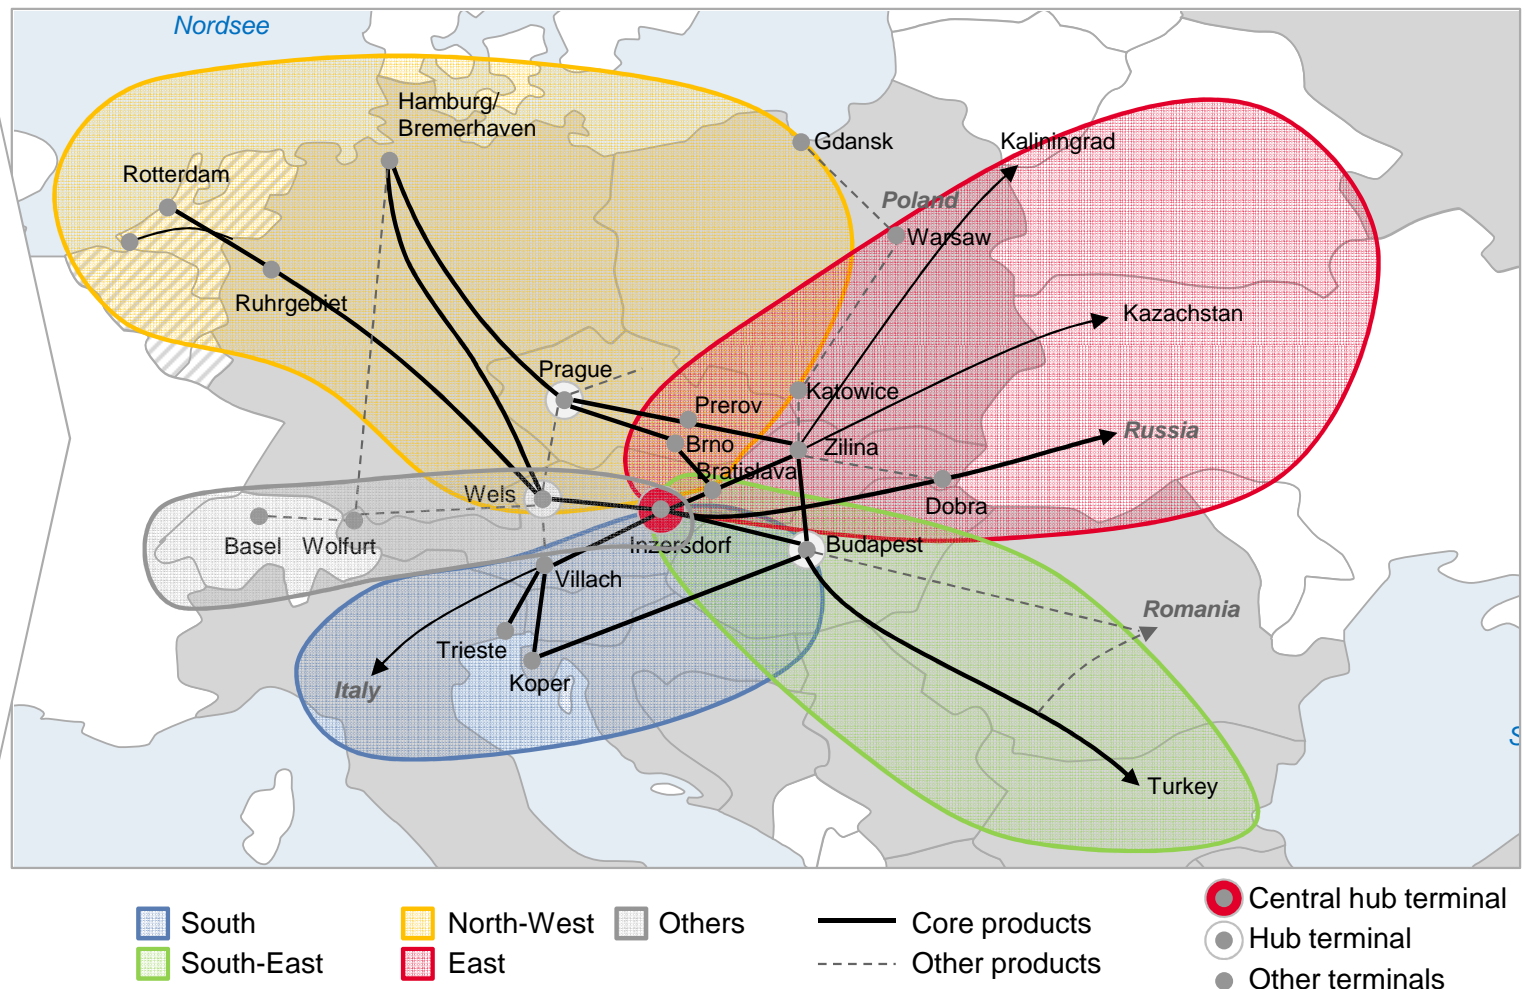 Nordsee
Hamburg/
Bremerhaven
Gdansk
Kaliningrad
Rotterdam
Poland
Warsaw
Ruhrgebiet
Kazachstan
Prague
Katowice
Prerov
Russia
Brno
Zilina
Bratislava
Wels
Dobra
Basel
Wolfurt
Inzersdorf
Budapest
Villach
Romania
Trieste
Koper
Italy
S
Turkey
South
North-West
Others
Core products
Central hub terminal
South-East
East
Other products
Hub terminal
Other terminals